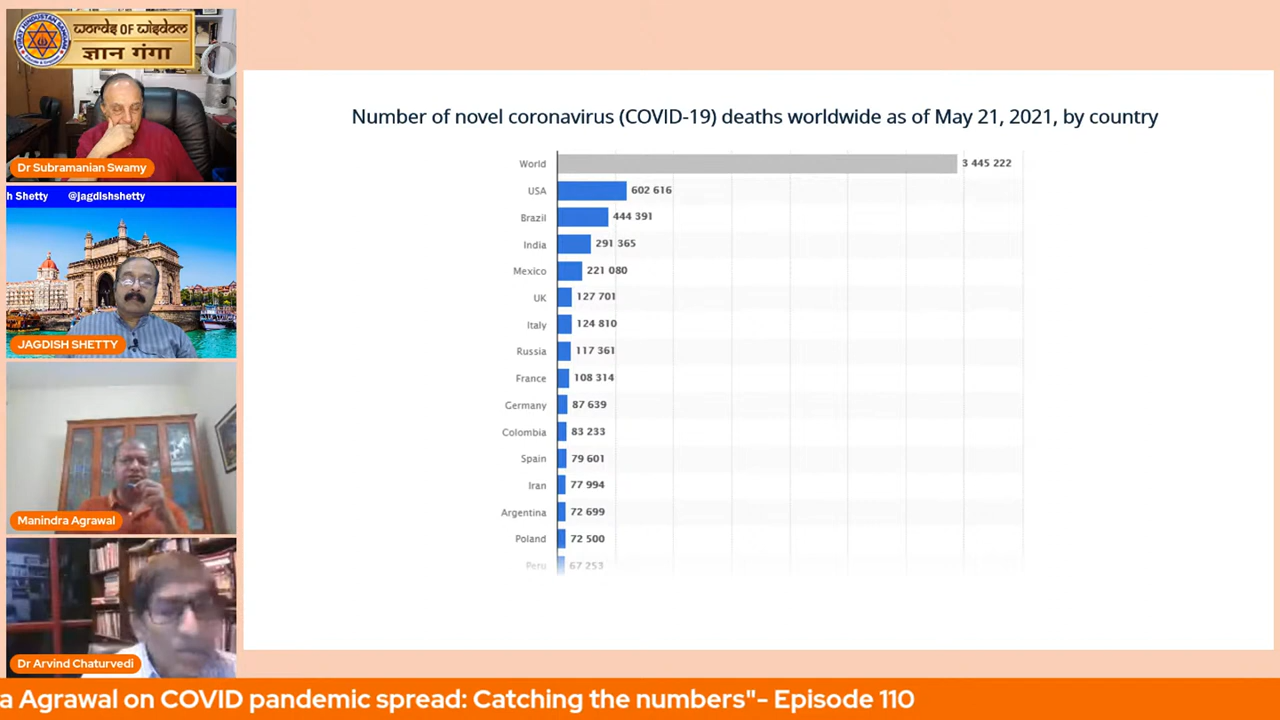 VIRAT HINDUSTAN SANGAM
WORDS OF WISDOM
ज्ञान गंगा
Dr Subramanian Swamy
h Shetty @jagdishshetty
JAGDISH SHETTY
Manindra Agrawal
Dr Arvind Chaturvedi
Number of novel coronavirus (COVID-19) deaths worldwide as of May 21, 2021, by country
World 3 445 222
USA 602 616
Brazil 444 391
India 291 365
Mexico 221 080
UK 127 701
Italy 124 810
Russia 117 361
France 108 314
Germany 87 639
Colombia 83 233
Spain 79 601
Iran 77 994
Argentina 72 699
Poland 72 500
Peru 67 253
a Agrawal on COVID pandemic spread: Catching the numbers"- Episode 110